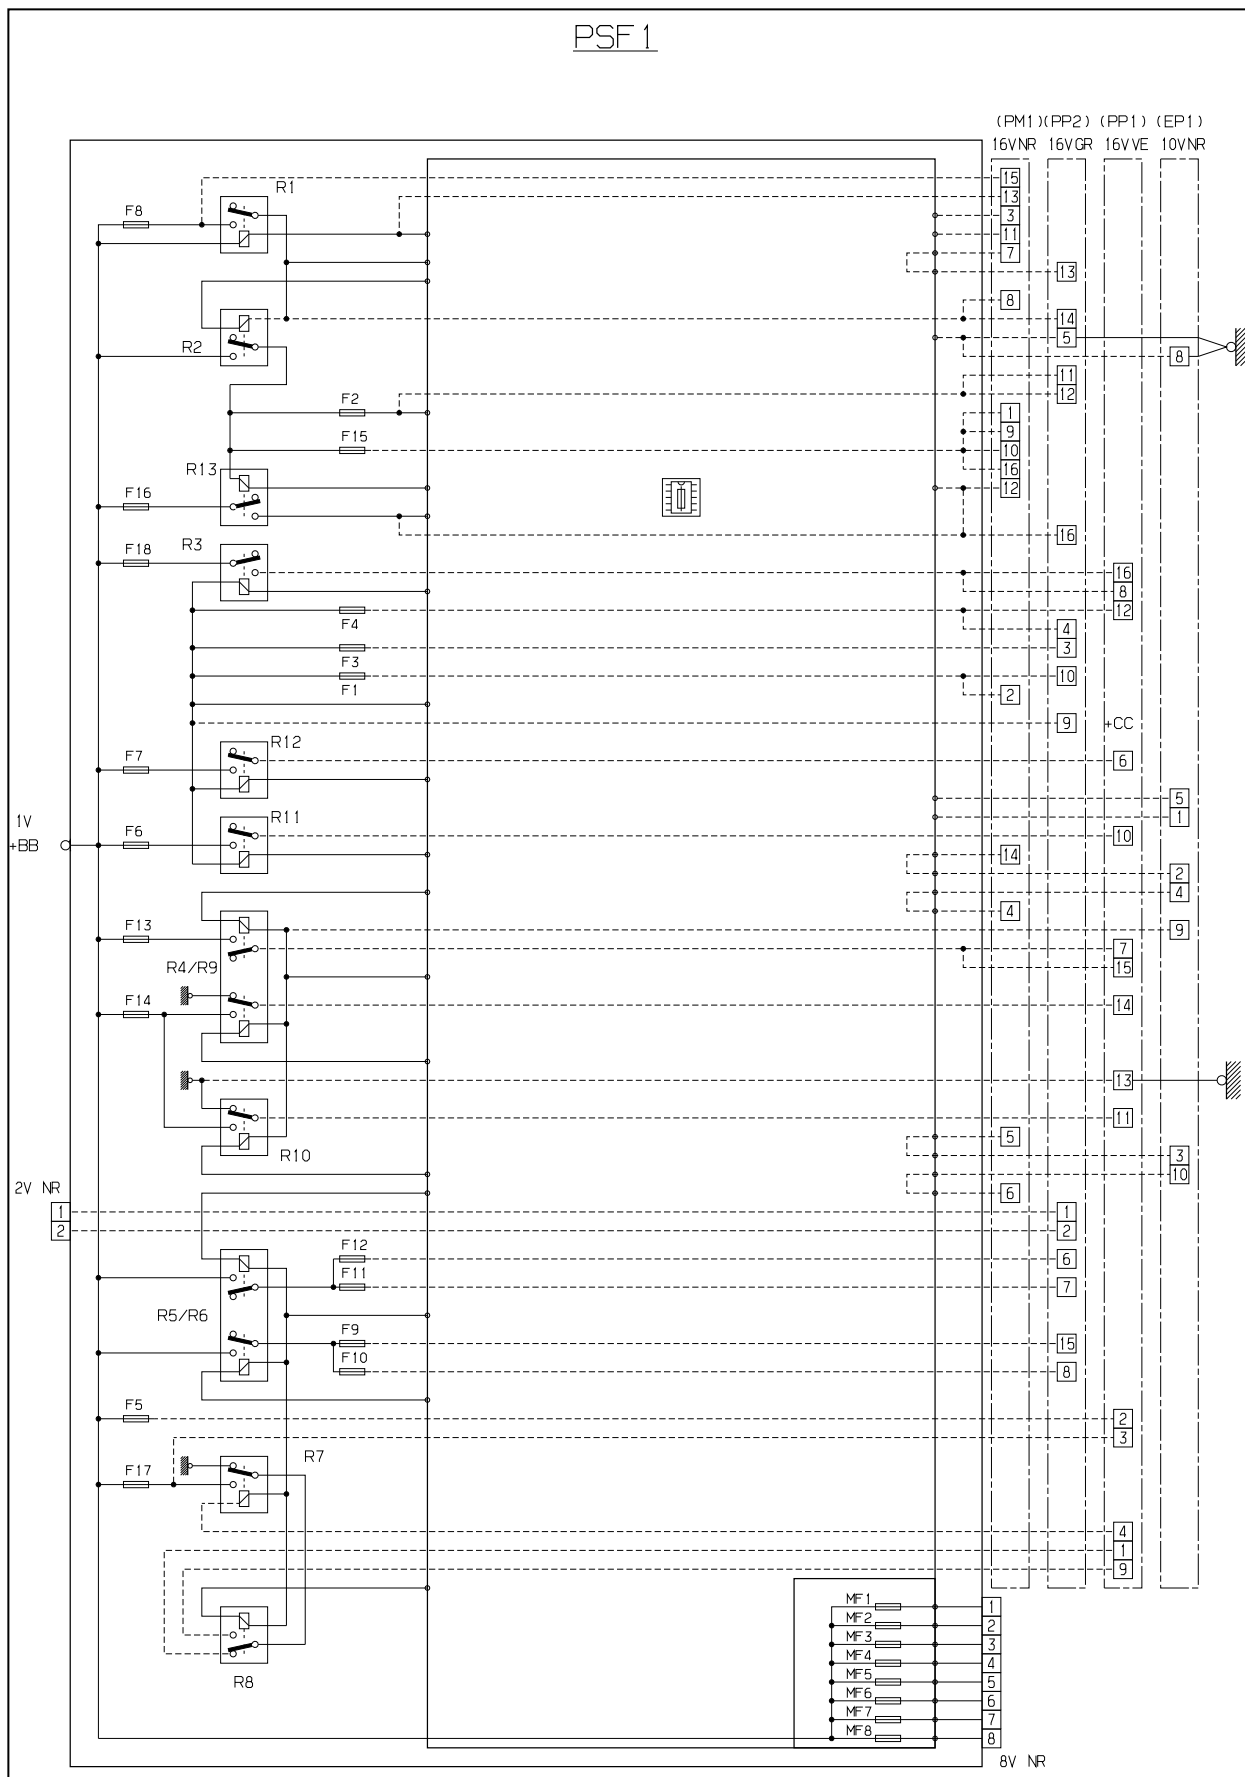 PSF1
(PM1) (PP2) (PP1) (EP1)
16VNR 16VGR 16VVE 10VNR
15
R1
13
F8
3
11
7
13
8
14
R2
5
8
11
F2
12
1
F15
9
10
R13
16
F16
12
16
F18
R3
16
8
12
F4
4
3
F3
10
F1
2
9
+CC
R12
F7
6
5
1V
R11
1
F6
10
+BB
14
2
4
4
F13
9
7
R4/R9
15
F14
14
13
11
5
R10
3
10
2V NR
6
1
1
2
2
F12
6
F11
7
R5/R6
F9
15
F10
8
F5
2
3
R7
F17
4
1
9
MF1
1
MF2
2
MF3
3
MF4
4
MF5
5
R8
MF6
6
MF7
7
MF8
8
8V NR